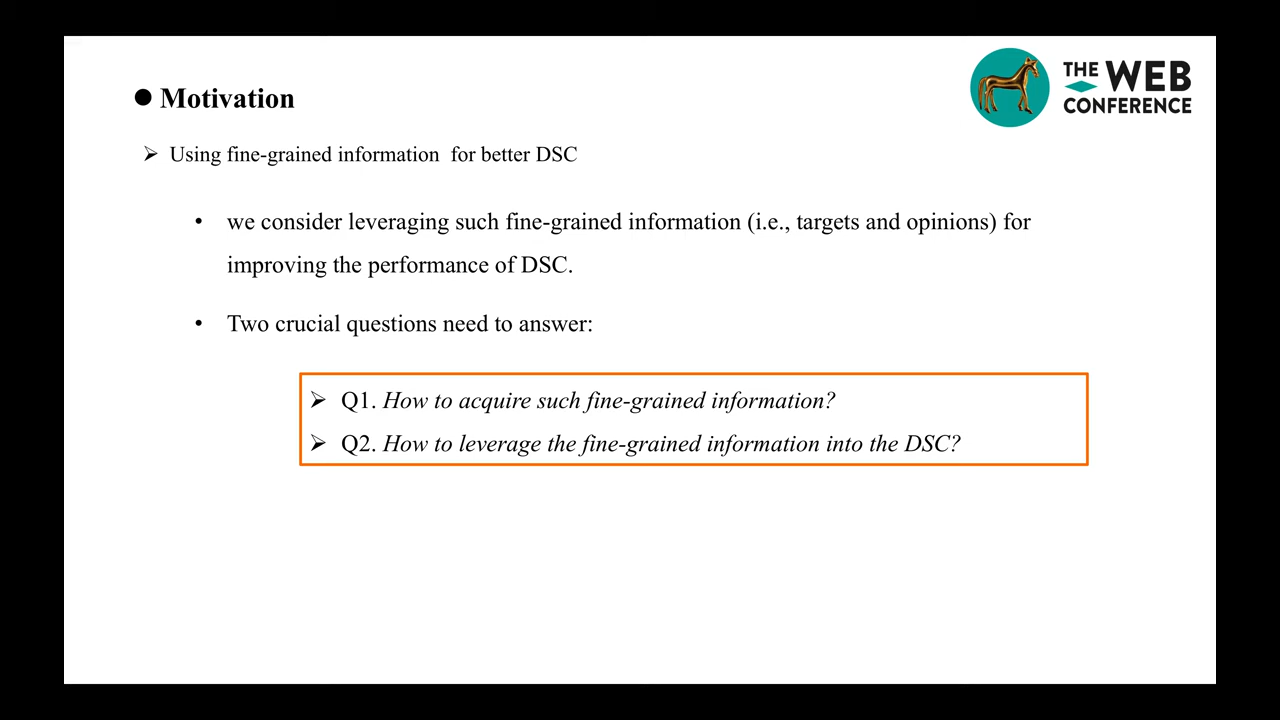 Motivation
THE WEB
CONFERENCE
Using fine-grained information for better DSC
we consider leveraging such fine-grained information (i.e., targets and opinions) for
improving the performance of DSC.
Two crucial questions need to answer:
Q1. How to acquire such fine-grained information?
Q2. How to leverage the fine-grained information into the DSC?